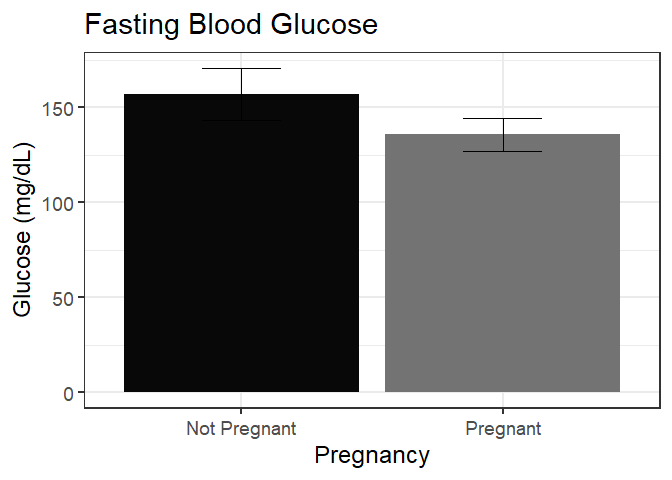 Fasting Blood Glucose
Glucose (mg/dL)
150
100
50
0
Not Pregnant Pregnant
Pregnancy